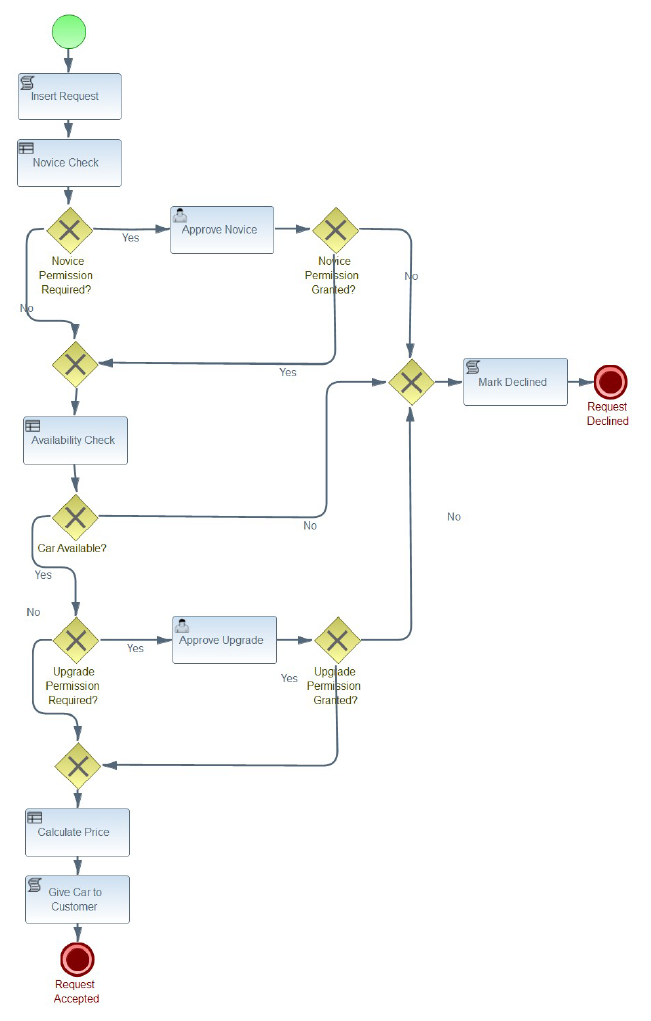 Insert Request
Novice Check
Yes
Approve Novice
Novice
Permission
Required?
Novice
Permission
Granted?
No
No
Yes
Mark Declined
Request
Declined
Availability Check
No
No
Car Available?
Yes
No
Yes
Approve Upgrade
Upgrade
Permission
Required?
Yes
Upgrade
Permission
Granted?
Calculate Price
Give Car to
Customer
Request
Accepted